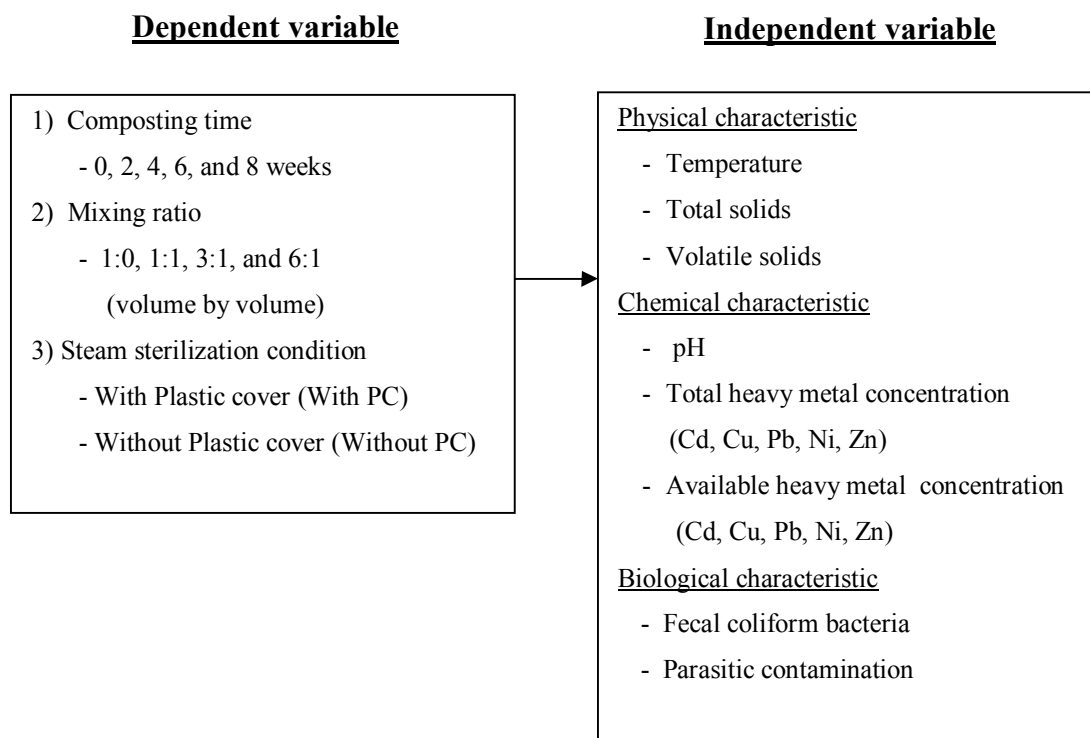 Dependent variable
1) Composting time
- 0, 2, 4, 6, and 8 weeks
2) Mixing ratio
- 1:0, 1:1, 3:1, and 6:1
(volume by volume)
3) Steam sterilization condition
- With Plastic cover (With PC)
- Without Plastic cover (Without PC)
Independent variable
Physical characteristic
- Temperature
- Total solids
- Volatile solids
Chemical characteristic
- pH
- Total heavy metal concentration
(Cd, Cu, Pb, Ni, Zn)
- Available heavy metal concentration
(Cd, Cu, Pb, Ni, Zn)
Biological characteristic
- Fecal coliform bacteria
- Parasitic contamination